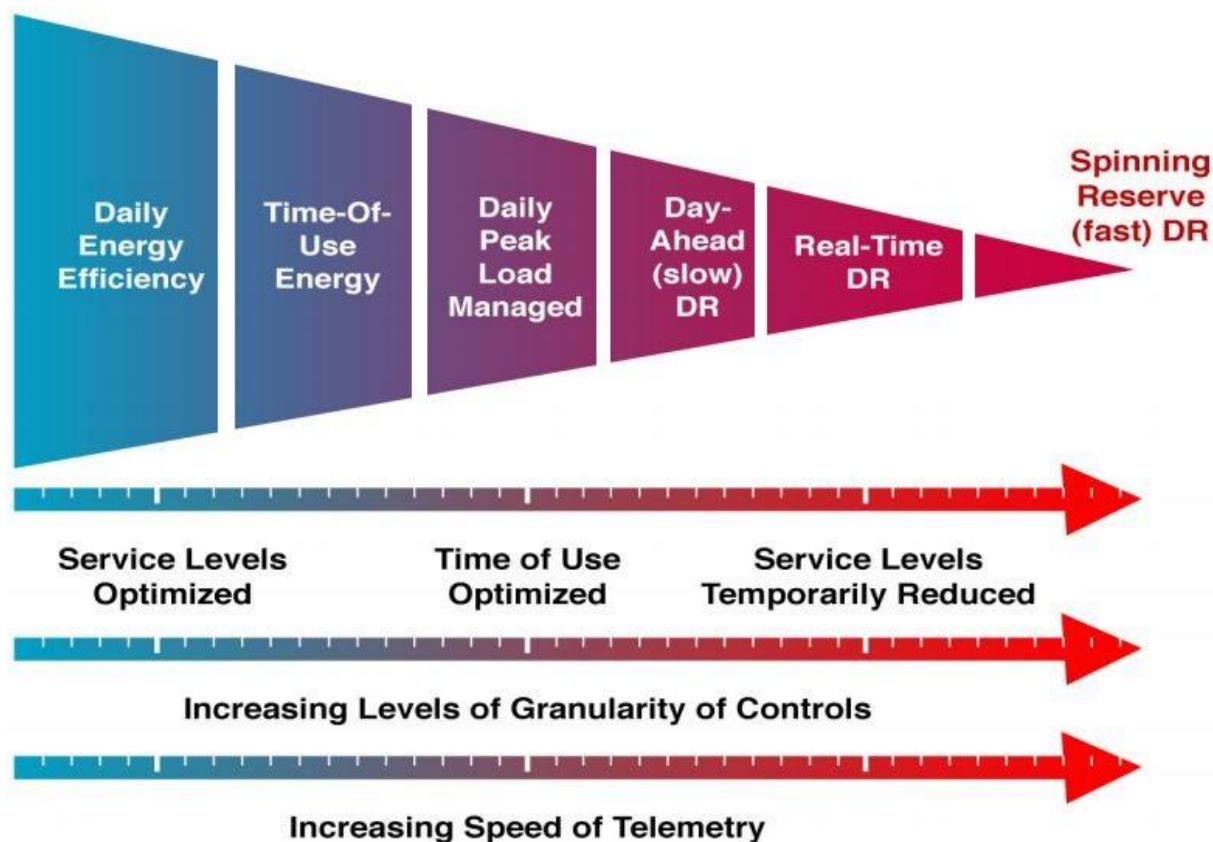 Daily
Energy
Efficiency
Time-Of-
Use
Energy
Daily
Peak
Load
Managed
Day-
Ahead
(slow)
DR
Real-Time
DR
Spinning
Reserve
(fast) DR
Service Levels
Optimized
Time of Use
Optimized
Service Levels
Temporarily Reduced
Increasing Levels of Granularity of Controls
Increasing Speed of Telemetry